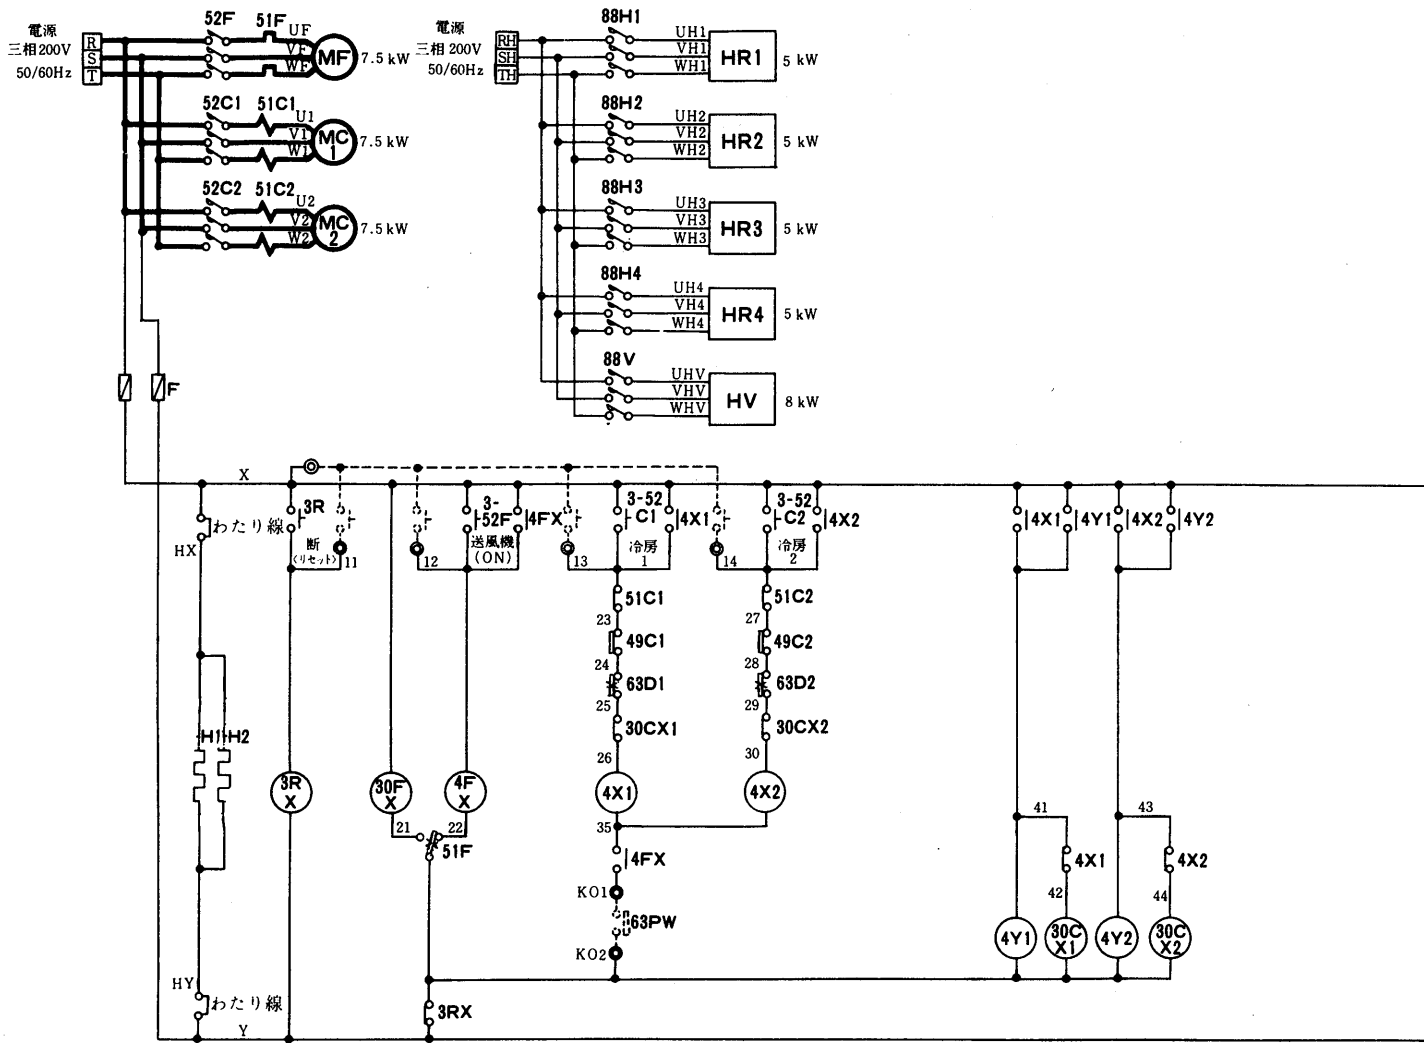 電源
三相200V
50/60Hz
R
S
T
52F
51F
UF
VF
WF
MF
7.5 kW
52C1
51C1
U1
V1
W1
MC
1
7.5 kW
52C2
51C2
U2
V2
W2
MC
2
7.5 kW
電源
三相 200V
50/60Hz
RH
SH
TH
88H1
UH1
VH1
WH1
HR1
5 kW
88H2
UH2
VH2
WH2
HR2
5 kW
88H3
UH3
VH3
WH3
HR3
5 kW
88H4
UH4
VH4
WH4
HR4
5 kW
88V
UHV
VHV
WHV
HV
8 kW
F
X
わたり線
HX
3R
断
(リセット)
11
12
3-
52F
送風機
(ON)
4FX
13
3-52
C1
冷房
1
4X1
14
3-52
C2
冷房
2
4X2
4X1
4Y1
4X2
4Y2
51C1
23
49C1
24
63D1
25
30CX1
26
51C2
27
49C2
28
63D2
29
30CX2
30
H1
H2
3R
X
30F
X
4F
X
4X1
4X2
21
22
51F
35
4FX
KO1
63PW
KO2
41
4X1
42
43
4X2
44
4Y1
30C
X1
4Y2
30C
X2
HY
わたり線
3RX
Y